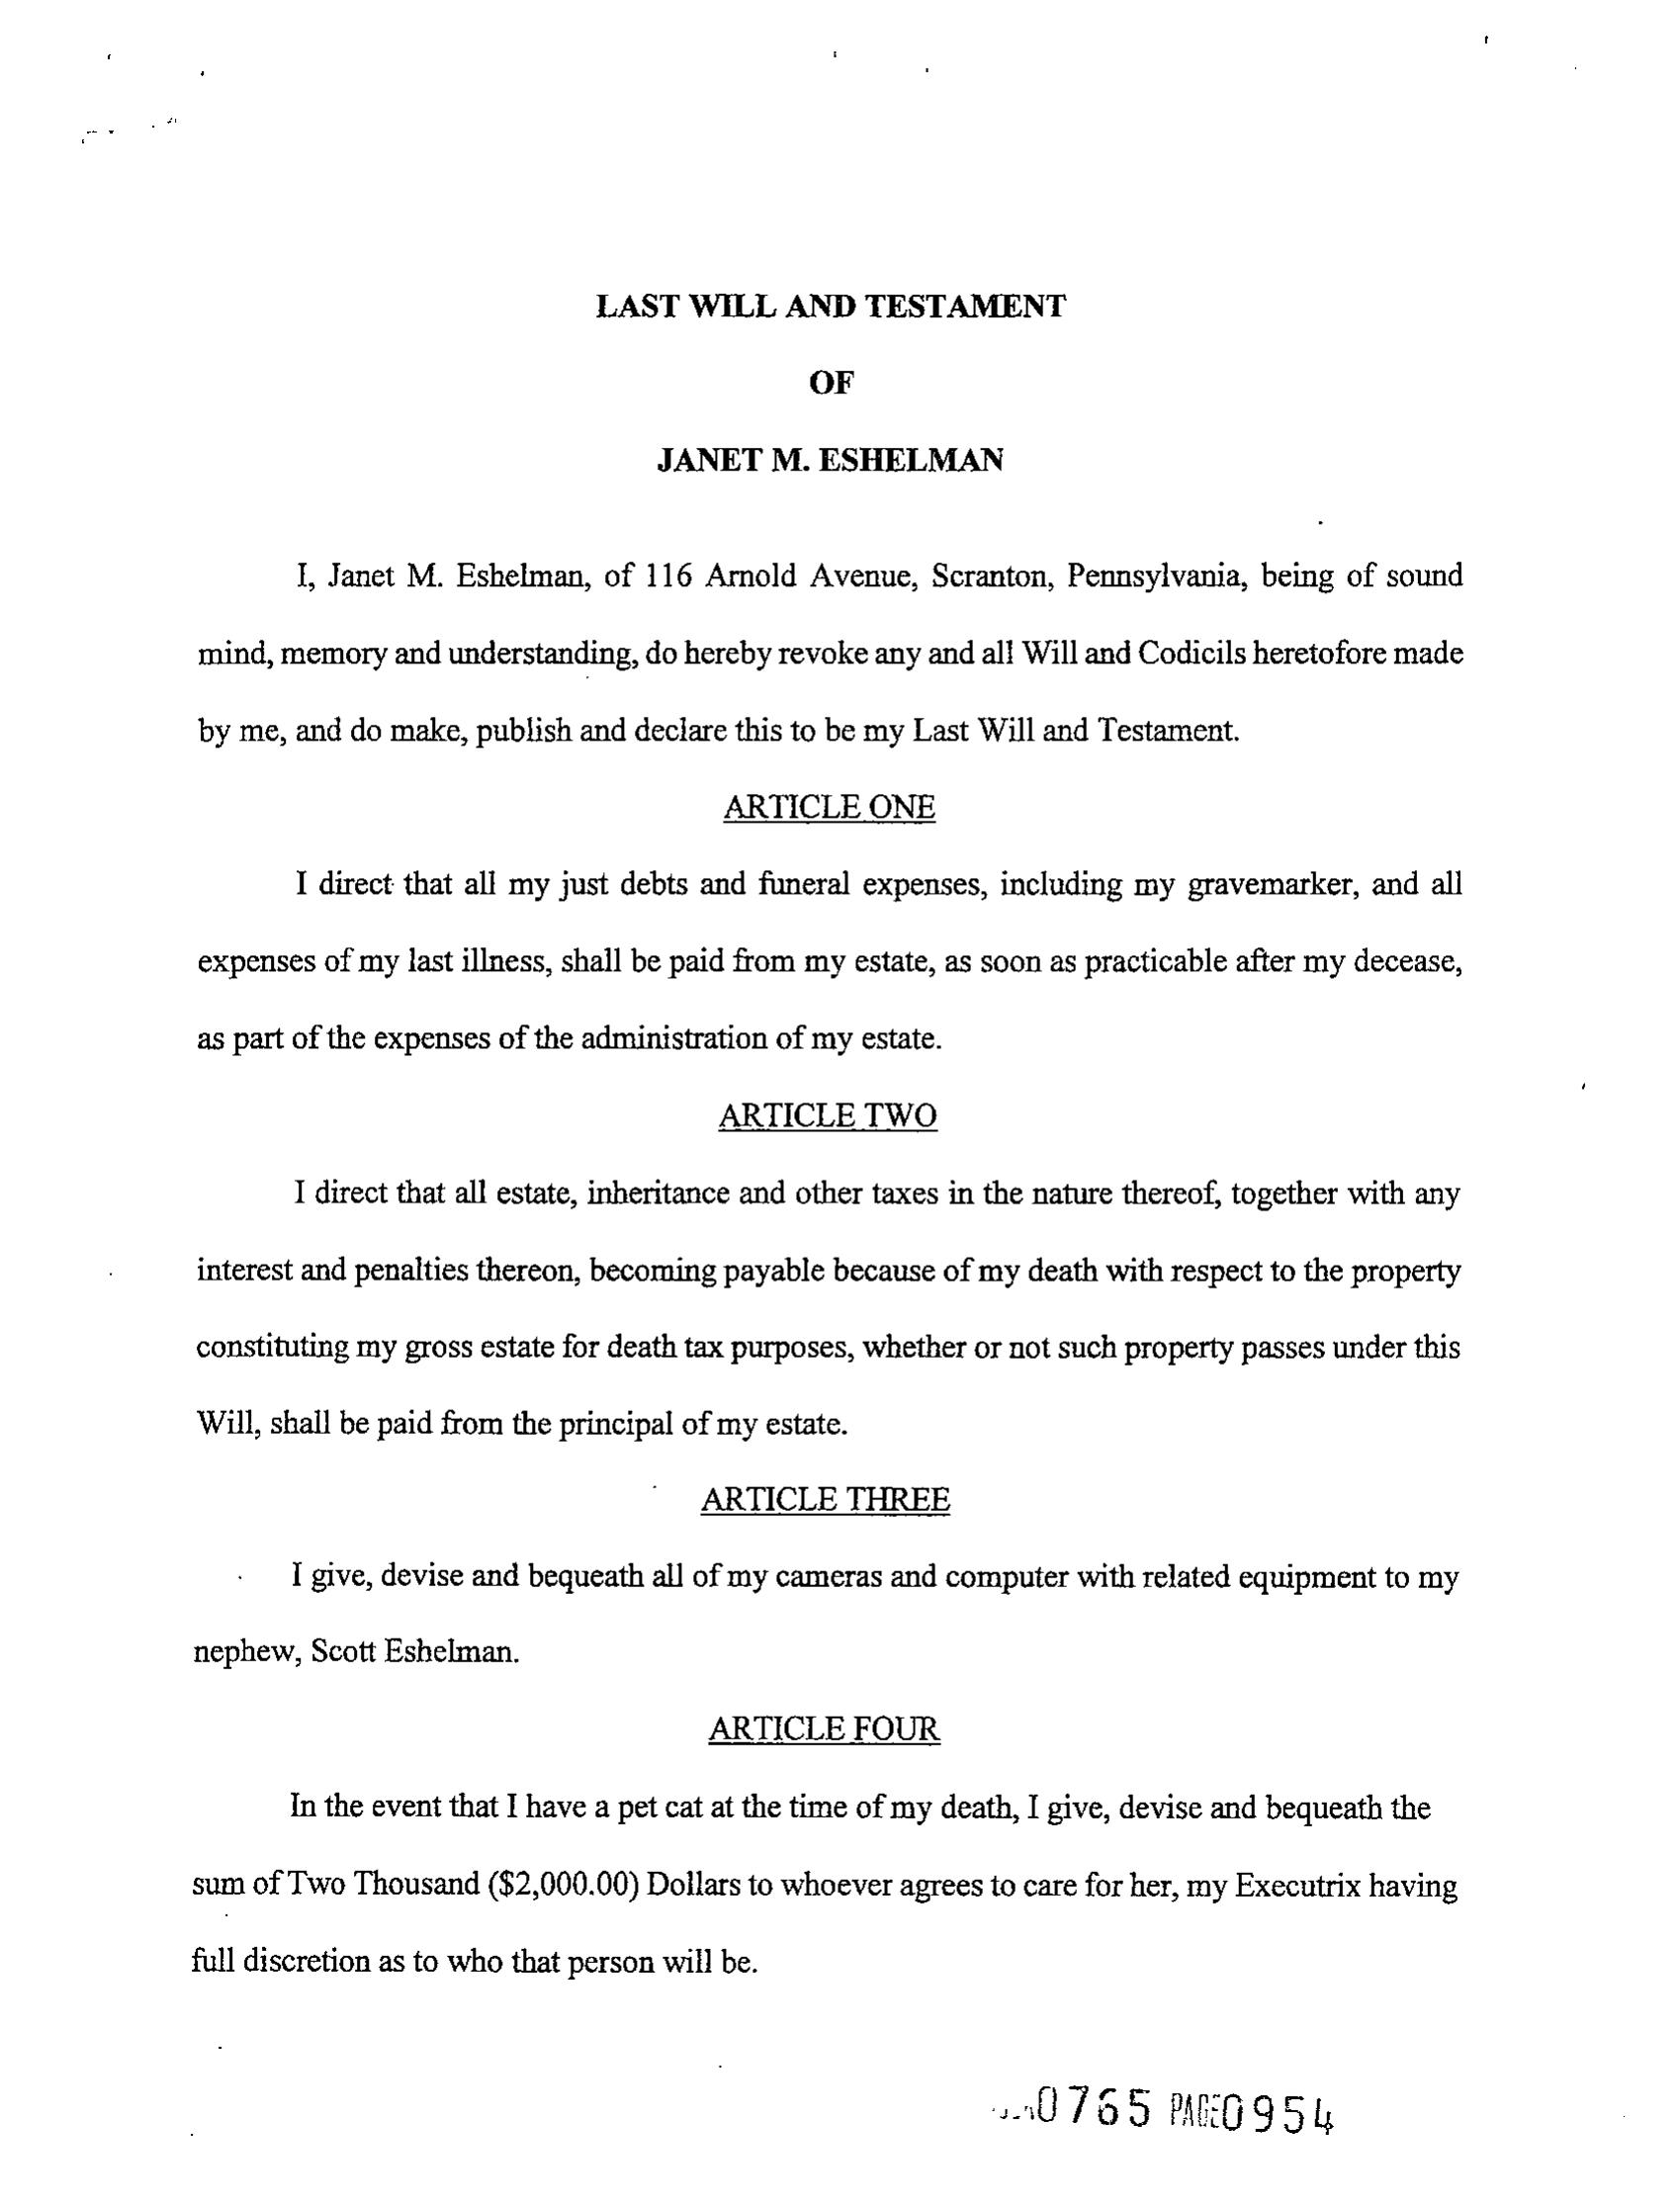 LAST WILL AND TESTAMENT
OF
JANET M. ESHELMAN
I, Janet M. Eshelman, of 116 Arnold Avenue, Scranton, Pennsylvania, being of sound
mind, memory and understanding, do hereby revoke any and all Will and Codicils heretofore made
by me, and do make, publish and declare this to be my Last Will and Testament.
ARTICLE ONE
I direct that all my just debts and funeral expenses, including my gravemarker, and all
expenses of my last illness, shall be paid from my estate, as soon as practicable after my decease,
as part of the expenses of the administration of my estate.
ARTICLE TWO
I direct that all estate, inheritance and other taxes in the nature thereof, together with any
interest and penalties thereon, becoming payable because of my death with respect to the property
constituting my gross estate for death tax purposes, whether or not such property passes under this
Will, shall be paid from the principal of my estate.
ARTICLE THREE
I give, devise and bequeath all of my cameras and computer with related equipment to my
nephew, Scott Eshelman.
ARTICLE FOUR
In the event that I have a pet cat at the time of my death, I give, devise and bequeath the
sum of Two Thousand ($2,000.00) Dollars to whoever agrees to care for her, my Executrix having
full discretion as to who that person will be.
0765 PAGE0954